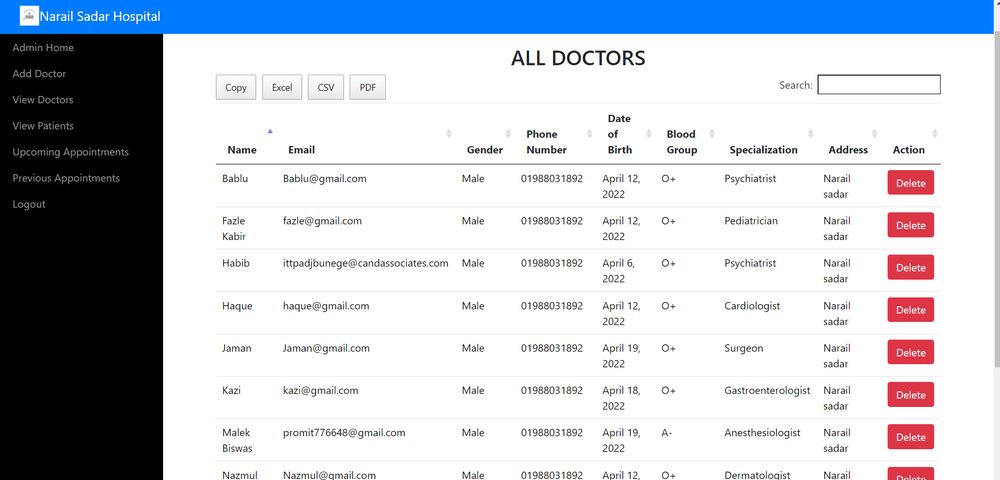 Narail Sadar Hospital
Admin Home
Add Doctor
View Doctors
View Patients
Upcoming Appointments
Previous Appointments
Logout
ALL DOCTORS
Copy Excel CSV PDF Search:
Name Email Gender Phone Number Date of Birth Blood Group Specialization Address Action
Bablu Bablu@gmail.com Male 01988031892 April 12, 2022 O+ Psychiatrist Narail sadar Delete
Fazle Kabir fazle@gmail.com Male 01988031892 April 12, 2022 O+ Pediatrician Narail sadar Delete
Habib ittpadjbunege@candassociates.com Male 01988031892 April 6, 2022 O+ Psychiatrist Narail sadar Delete
Haque haque@gmail.com Male 01988031892 April 12, 2022 O+ Cardiologist Narail sadar Delete
Jaman Jaman@gmail.com Male 01988031892 April 19, 2022 O+ Surgeon Narail sadar Delete
Kazi kazi@gmail.com Male 01988031892 April 18, 2022 O+ Gastroenterologist Narail sadar Delete
Malek Biswas promit776648@gmail.com Male 01988031892 April 19, 2022 A- Anesthesiologist Narail sadar Delete
Nazmul Nazmul@gmail.com Male 01988031892 April 12, O+ Dermatologist Narail Delete